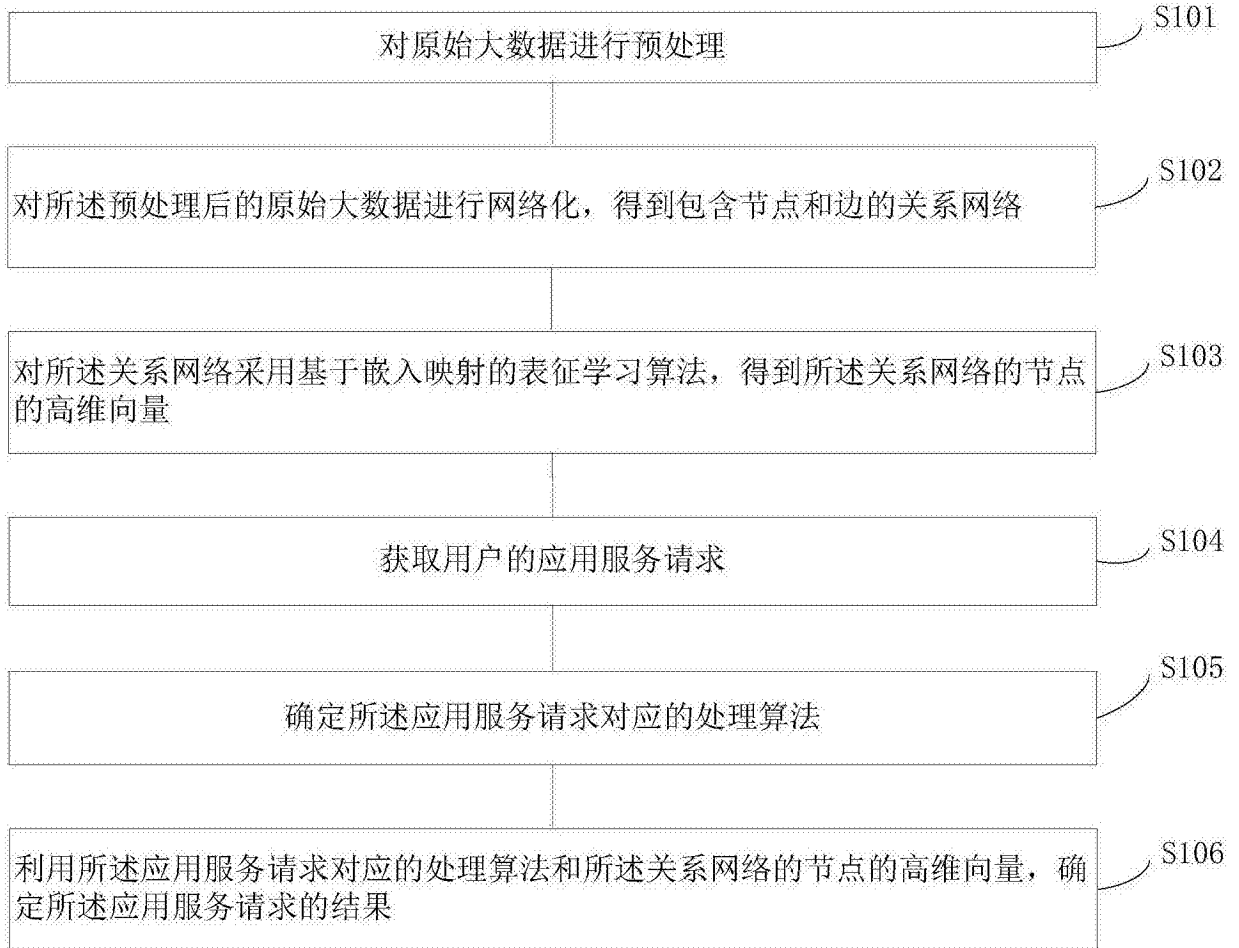 S101
对原始大数据进行预处理
S102
对所述预处理后的原始大数据进行网络化，得到包含节点和边的关系网络
S103
对所述关系网络采用基于嵌入映射的表征学习算法，得到所述关系网络的节点
的高维向量
S104
获取用户的应用服务请求
S105
确定所述应用服务请求对应的处理算法
S106
利用所述应用服务请求对应的处理算法和所述关系网络的节点的高维向量，确
定所述应用服务请求的结果